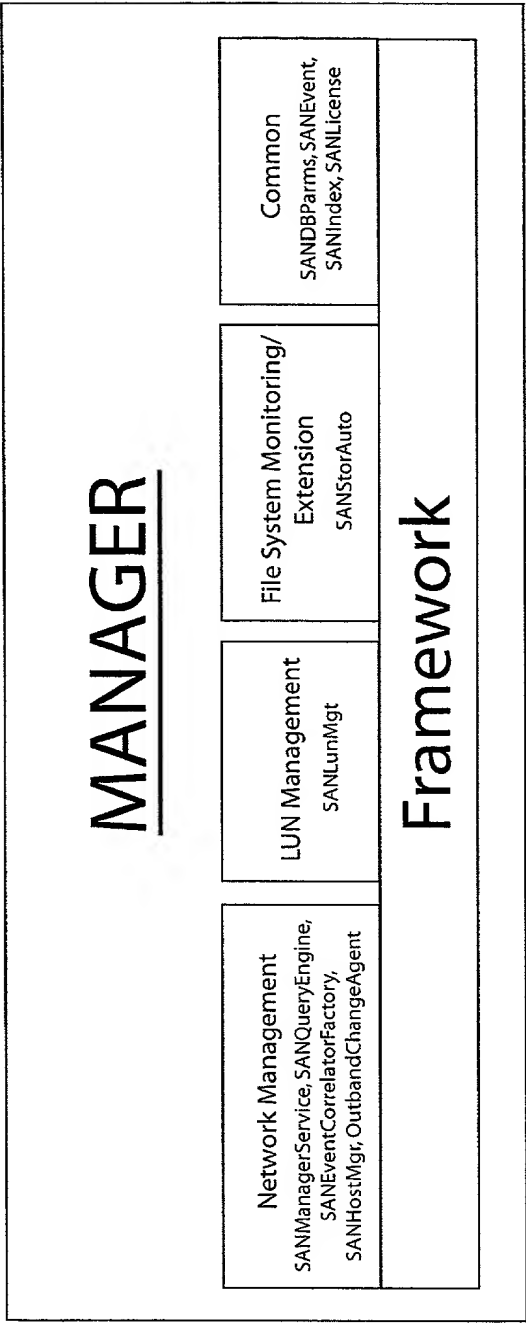 MANAGER
Network Management
SANManagerService, SANQueryEngine,
SANEventCorrelatorFactory,
SANHostMgr, OutbandChangeAgent
LUN Management
SANLunMgt
File System Monitoring/
Extension
SANStorAuto
Common
SANDBParms, SANEvent,
SANIndex, SANLicense
Framework